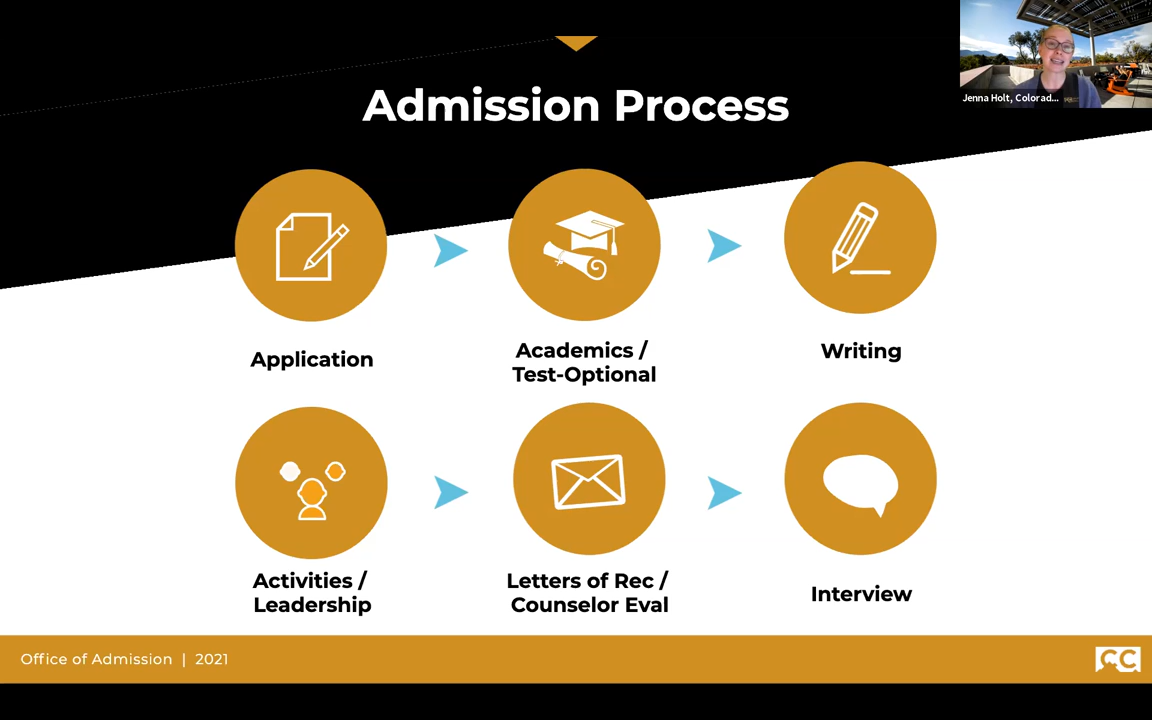 Jenna Holt, Colorad...
Admission Process
Application
Academics /
Test-Optional
Writing
Activities /
Leadership
Letters of Rec /
Counselor Eval
Interview
Office of Admission | 2021
CC